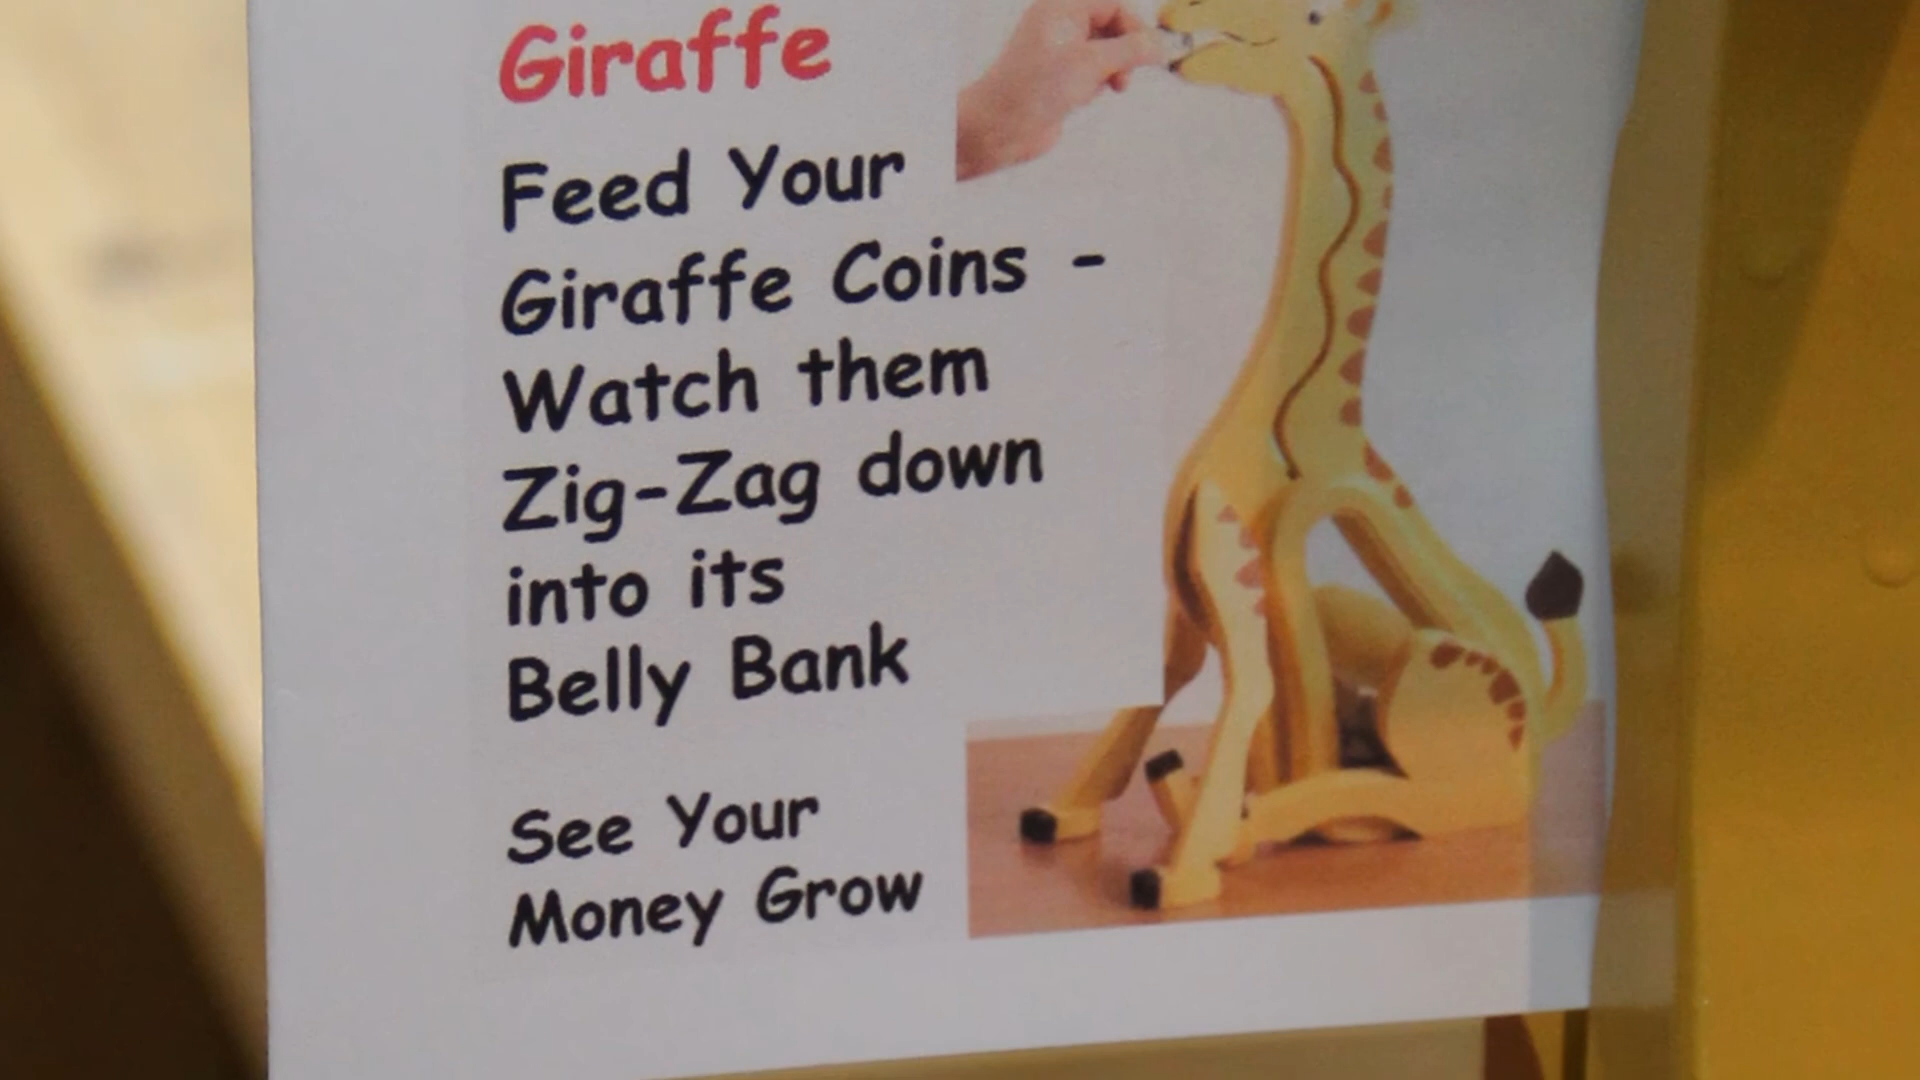 Giraffe
Feed Your
Giraffe Coins -
Watch them
Zig-Zag down
into its
Belly Bank
See Your
Money Grow